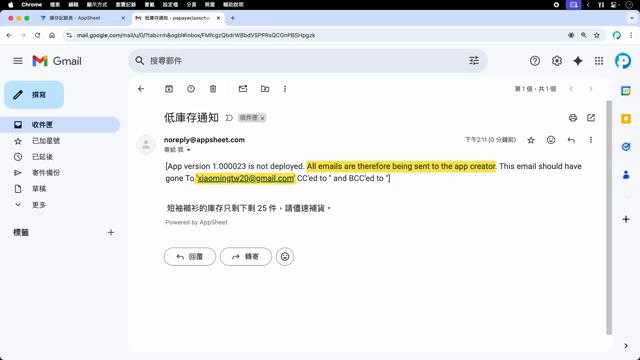 Chrome 檔案 編輯 顯示方式 瀏覽記錄 書籤 設定檔 分頁 視窗 輔助說明
庫存記錄表 - AppSheet
低庫存通知 - papayaclasschu
mail.google.com/mail/u/0/?tab=rm&ogbl#inbox/FMfcgzQbdrWBbdVSPPRsQCGnPBSHpgzk
Gmail
搜尋郵件
撰寫
第 1 個，共 1 個
收件匣
已加星號
已延後
寄件備份
草稿
更多
標籤
低庫存通知
收件匣 ×
noreply@appsheet.com
下午2:11 (0 分鐘前)
寄給 我
[App version 1.000023 is not deployed. All emails are therefore being sent to the app creator. This email should have
gone To 'xiaomingtw20@gmail.com' CC'ed to '' and BCC'ed to '']
短袖襯衫的庫存只剩下剩 25 件，請儘速補貨。
Powered by AppSheet
回覆
轉寄